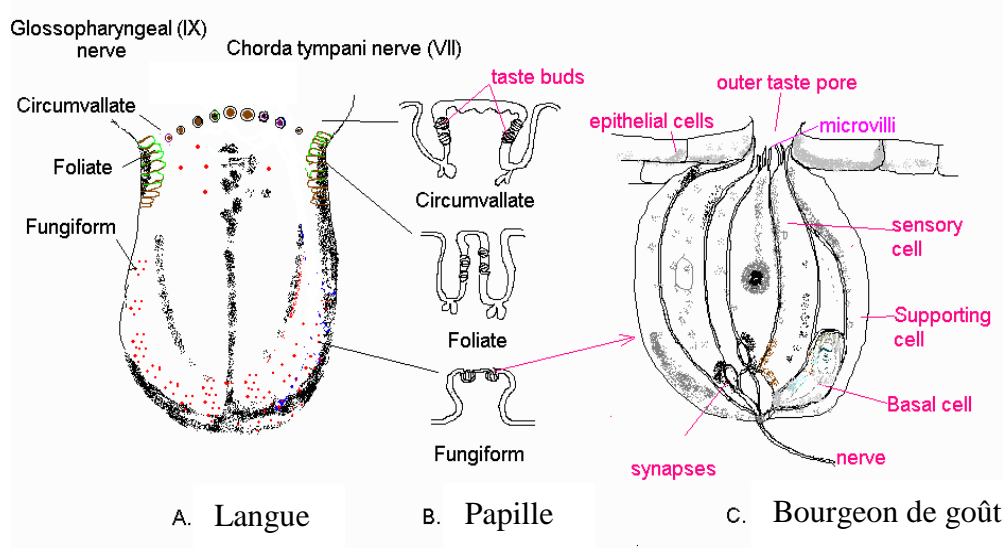 Glossopharyngeal (IX)
nerve
Chorda tympani nerve (VII)
Circumvallate
Foliate
Fungiform
taste buds
Circumvallate
Foliate
Fungiform
outer taste pore
epithelial cells
microvilli
sensory
cell
Supporting
cell
Basal cell
nerve
synapses
A. Langue
B. Papille
C. Bourgeon de goût